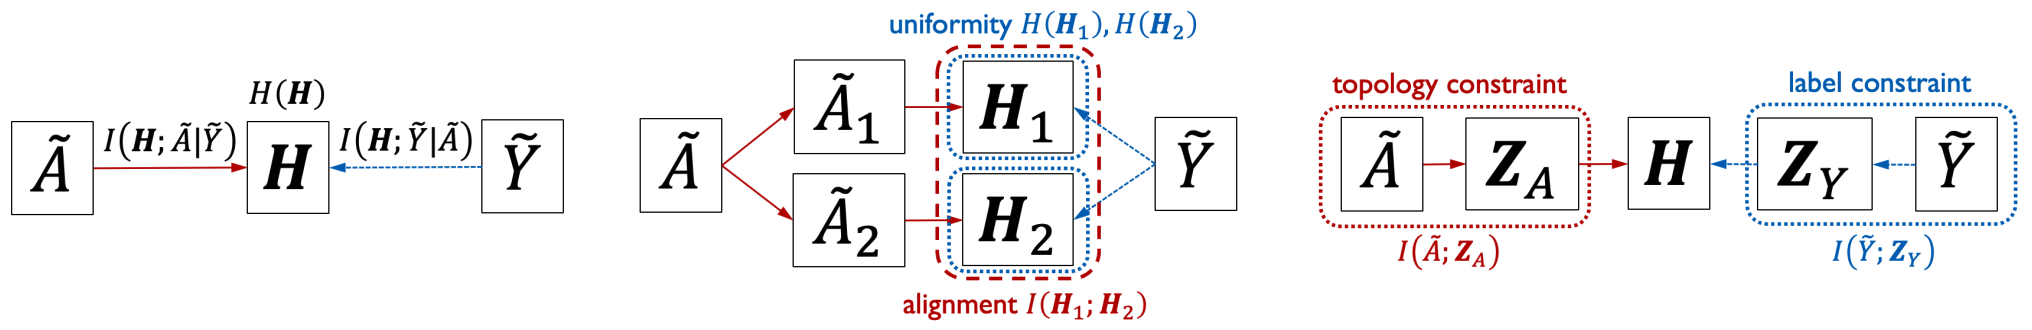 H(𝑯)
Ã
I(𝑯; Ã|Ỹ)
𝑯
I(𝑯; Ỹ|Ã)
Ỹ
uniformity H(𝑯₁), H(𝑯₂)
Ã
Ã₁
𝑯₁
Ã₂
𝑯₂
Ỹ
alignment I(𝑯₁; 𝑯₂)
topology constraint
label constraint
Ã
𝒁_A
𝑯
𝒁_Y
Ỹ
I(Ã; 𝒁_A)
I(Ỹ; 𝒁_Y)